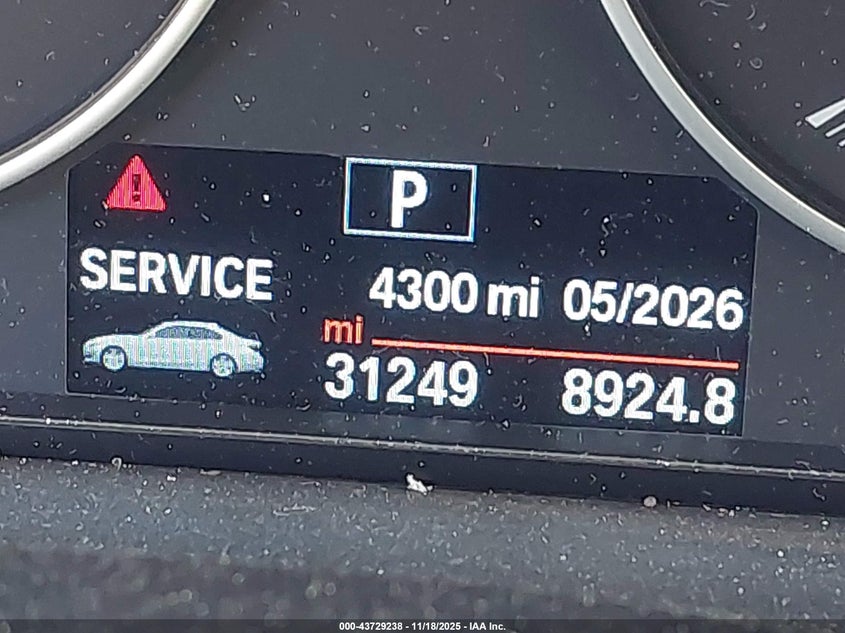 P
SERVICE
4300 mi 05/2026
mi
31249 8924.8
000-43729238 - 11/18/2025 - IAA Inc.